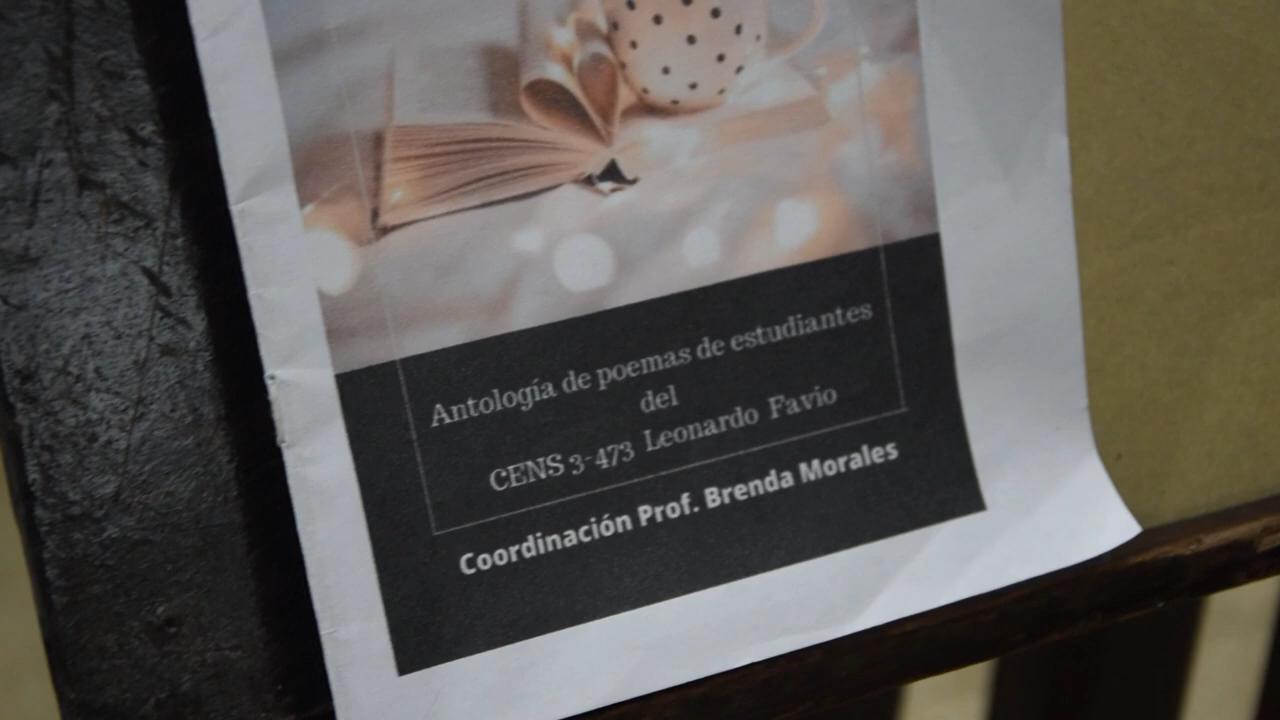 Antología de poemas de estudiantes
del
CENS 3-473 Leonardo Favio
Coordinación Prof. Brenda Morales